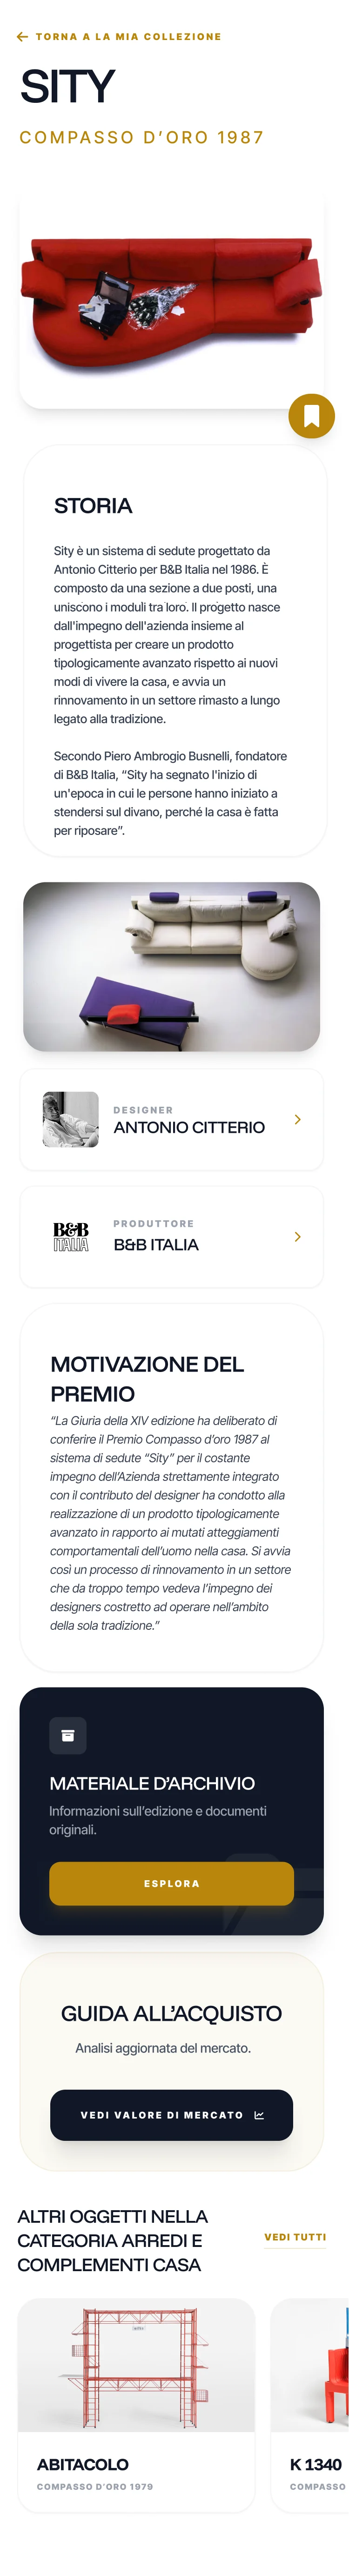 TORNA A LA MIA COLLEZIONE
SITY
COMPASSO D’ORO 1987
STORIA
Sity è un sistema di sedute progettato da
Antonio Citterio per B&B Italia nel 1986. È
composto da una sezione a due posti, una
uniscono i moduli tra loro. Il progetto nasce
dall'impegno dell'azienda insieme al
progettista per creare un prodotto
tipologicamente avanzato rispetto ai nuovi
modi di vivere la casa, e avvia un
rinnovamento in un settore rimasto a lungo
legato alla tradizione.
Secondo Piero Ambrogio Busnelli, fondatore
di B&B Italia, “Sity ha segnato l'inizio di
un'epoca in cui le persone hanno iniziato a
stendersi sul divano, perché la casa è fatta
per riposare”.
DESIGNER
ANTONIO CITTERIO
B&B
ITALIA
PRODUTTORE
B&B ITALIA
MOTIVAZIONE DEL
PREMIO
“La Giuria della XIV edizione ha deliberato di
conferire il Premio Compasso d’oro 1987 al
sistema di sedute “Sity” per il costante
impegno dell’Azienda strettamente integrato
con il contributo del designer ha condotto alla
realizzazione di un prodotto tipologicamente
avanzato in rapporto ai mutati atteggiamenti
comportamentali dell’uomo nella casa. Si avvia
così un processo di rinnovamento in un settore
che da troppo tempo vedeva l’impegno dei
designers costretto ad operare nell’ambito
della sola tradizione.”
MATERIALE D’ARCHIVIO
Informazioni sull’edizione e documenti
originali.
ESPLORA
GUIDA ALL’ACQUISTO
Analisi aggiornata del mercato.
VEDI VALORE DI MERCATO
ALTRI OGGETTI NELLA
CATEGORIA ARREDI E
COMPLEMENTI CASA
VEDI TUTTI
ABITACOLO
COMPASSO D’ORO 1979
K 1340
COMPASSO